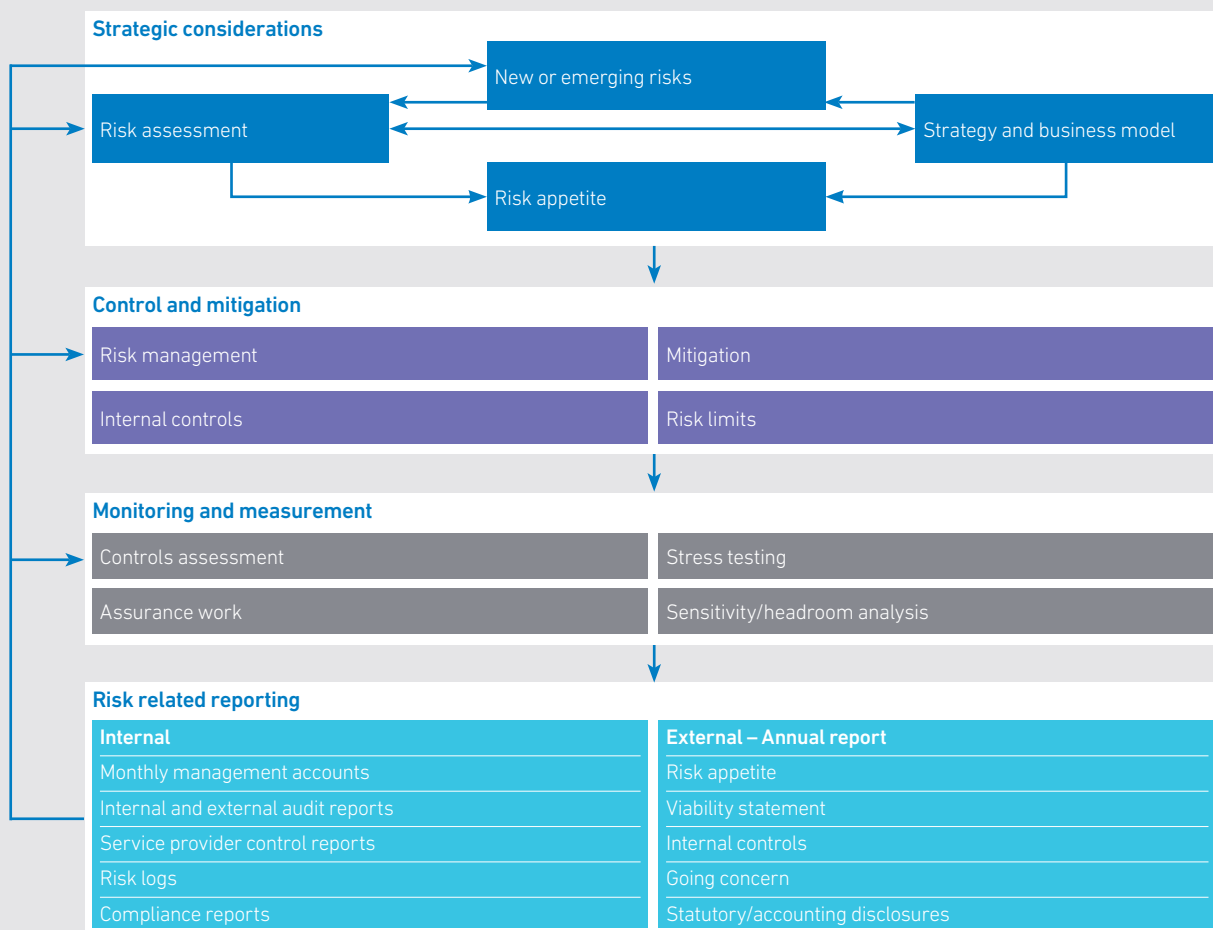 Strategic considerations
New or emerging risks
Risk assessment
Strategy and business model
Risk appetite
Control and mitigation
Risk management
Mitigation
Internal controls
Risk limits
Monitoring and measurement
Controls assessment
Stress testing
Assurance work
Sensitivity/headroom analysis
Risk related reporting
Internal
Monthly management accounts
Internal and external audit reports
Service provider control reports
Risk logs
Compliance reports
External – Annual report
Risk appetite
Viability statement
Internal controls
Going concern
Statutory/accounting disclosures